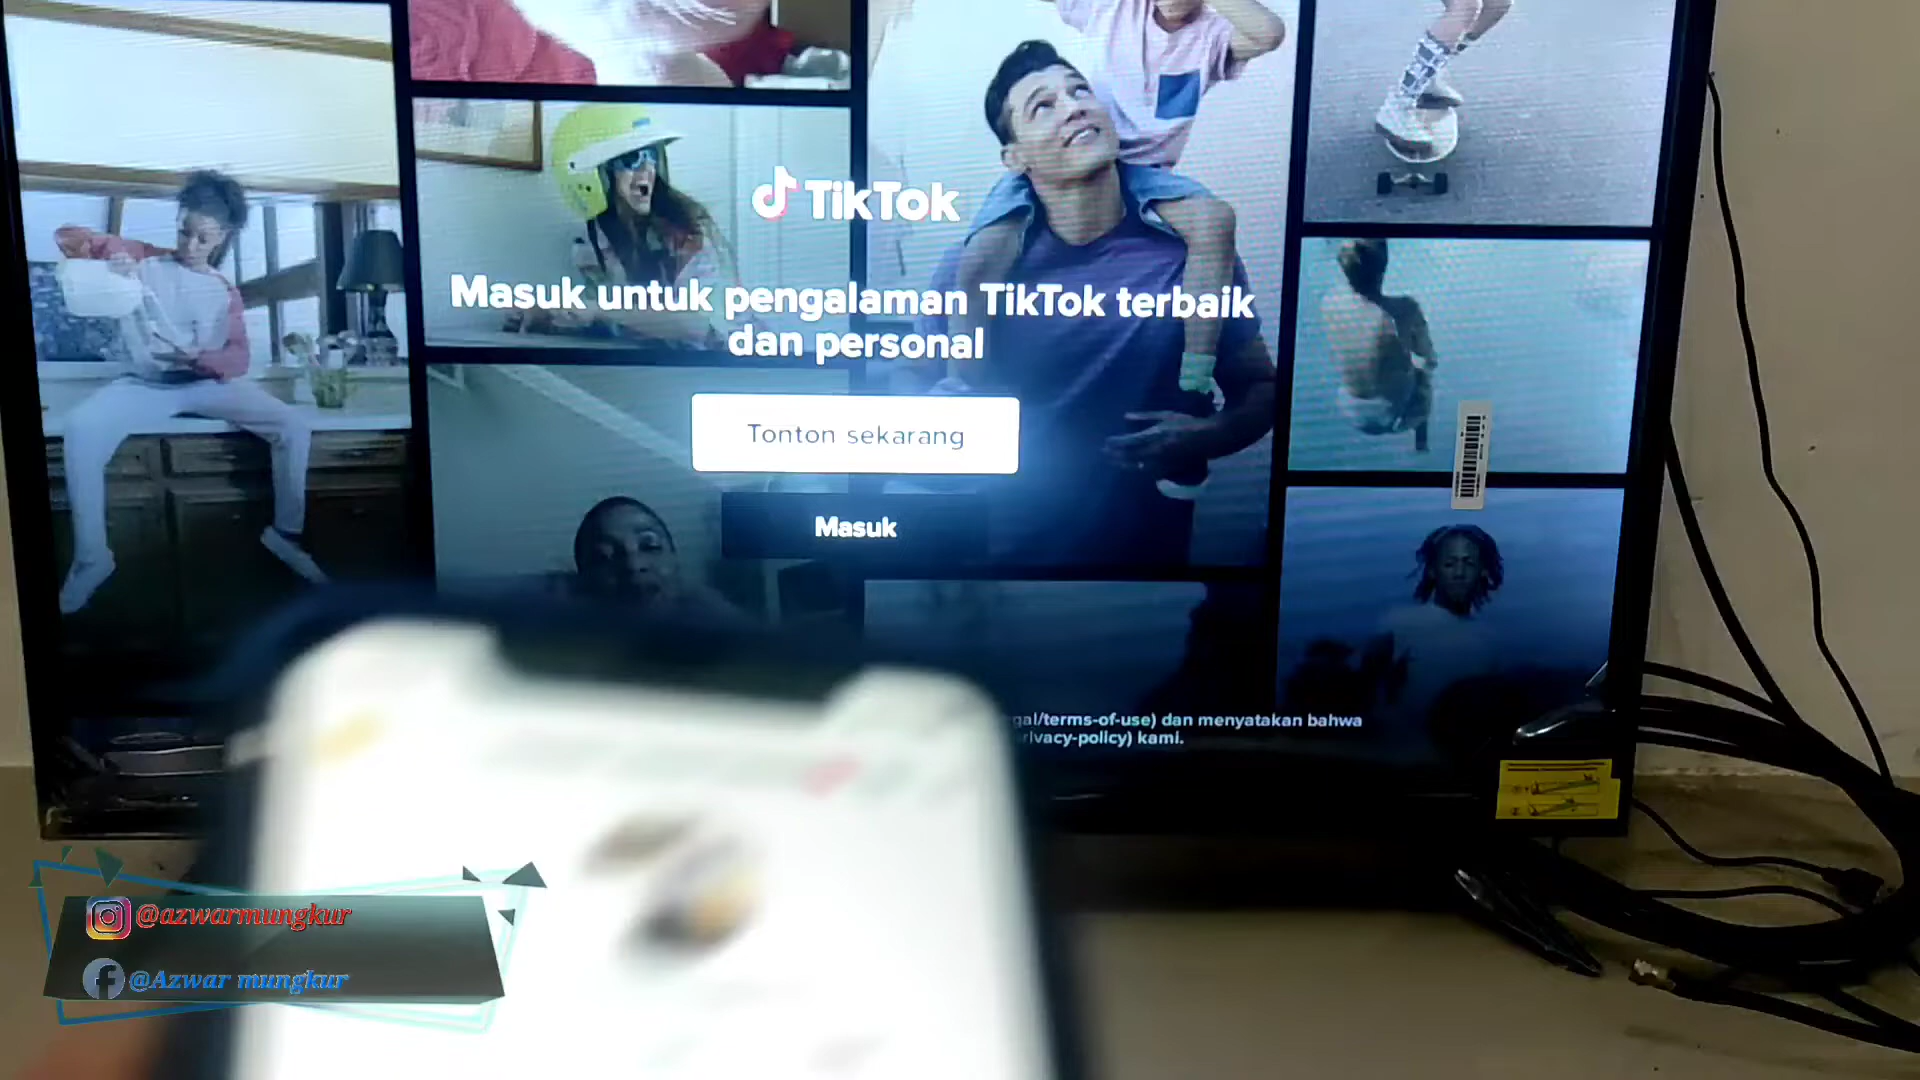 TikTok
Masuk untuk pengalaman TikTok terbaik
dan personal
Tonton sekarang
Masuk
gal/terms-of-use) dan menyatakan bahwa
rivacy-policy) kami.
@azwarmungkur
@Azwar mungkur